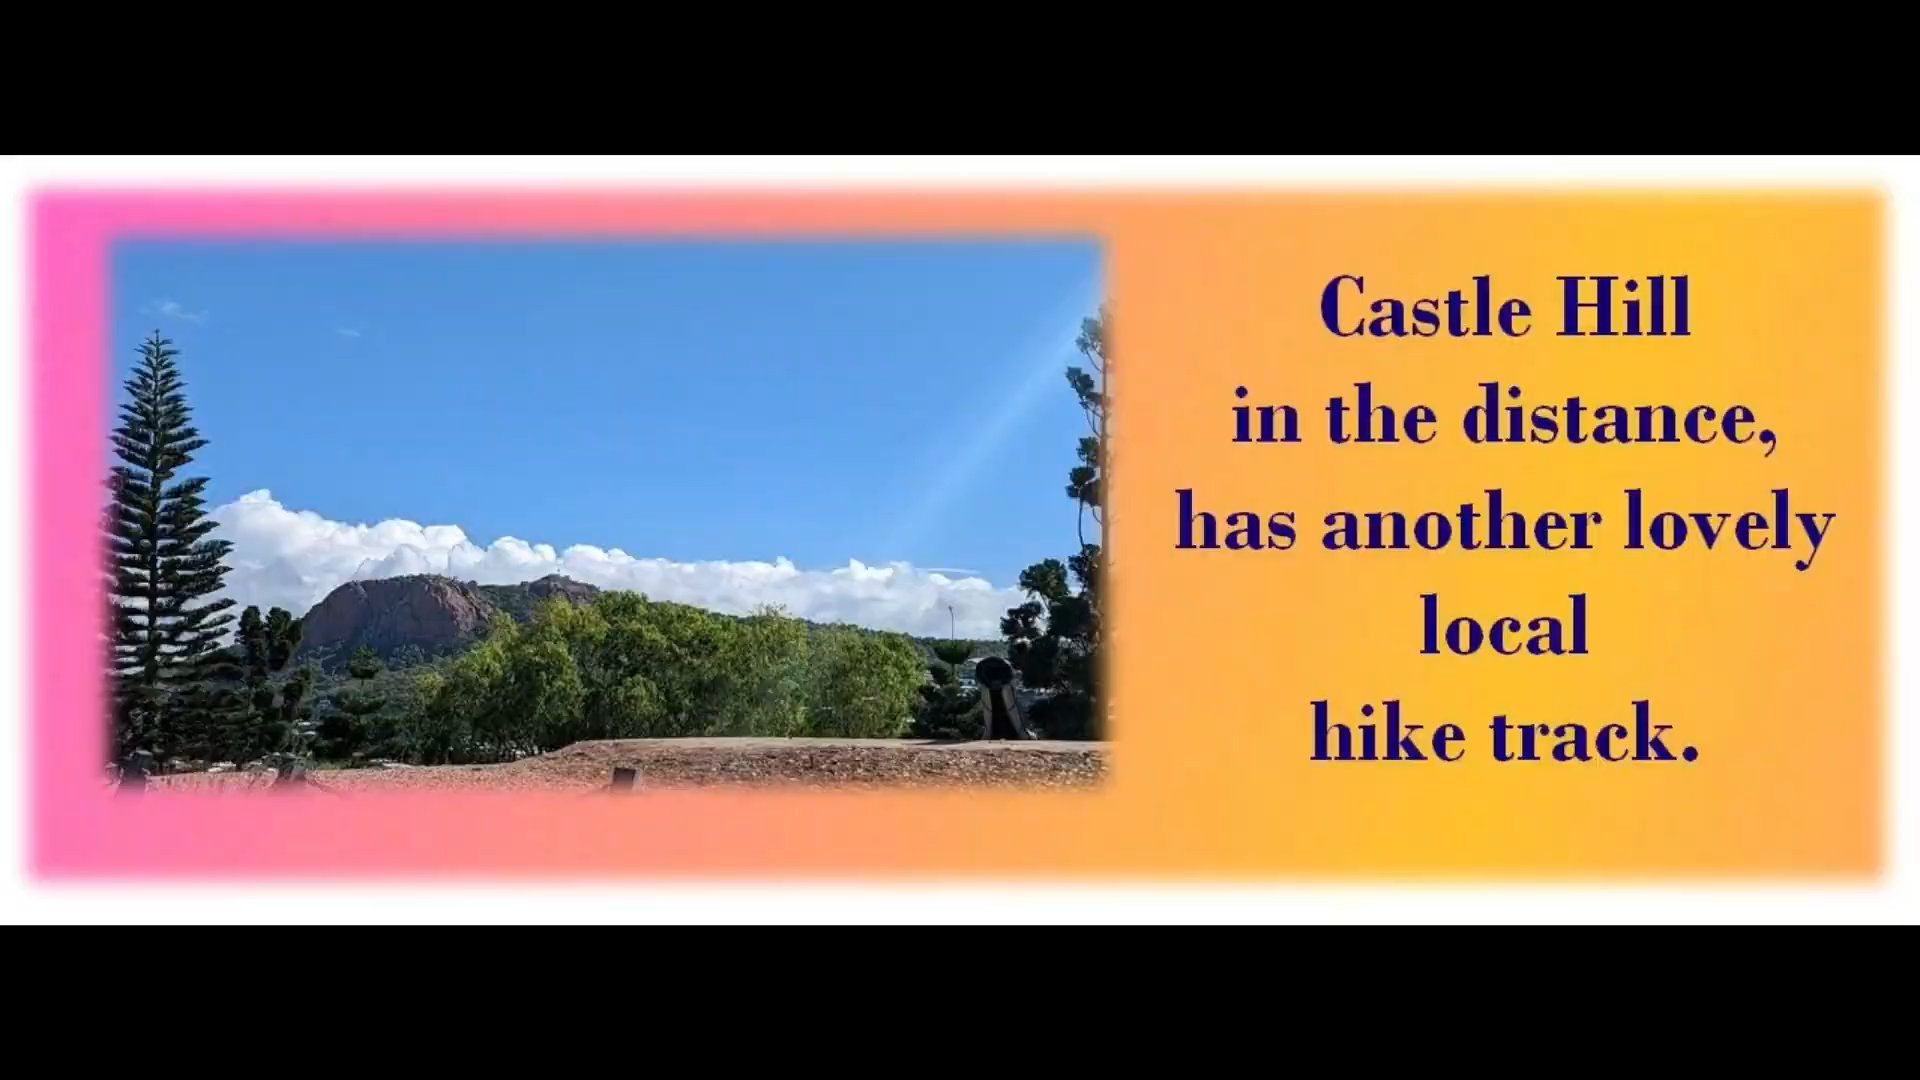 Castle Hill
in the distance,
has another lovely
local
hike track.